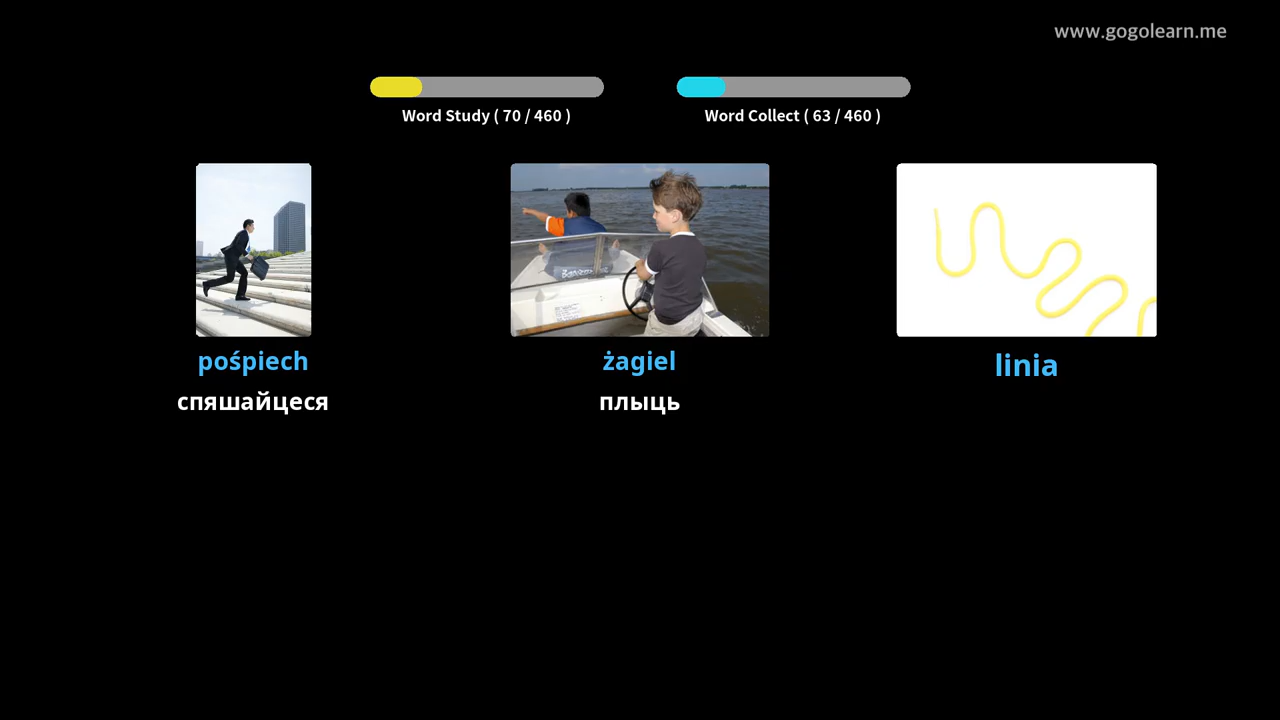 www.gogolearn.me
Word Study ( 70 / 460 )
Word Collect ( 63 / 460 )
pośpiech
żagiel
linia
спяшайцеся
плыць